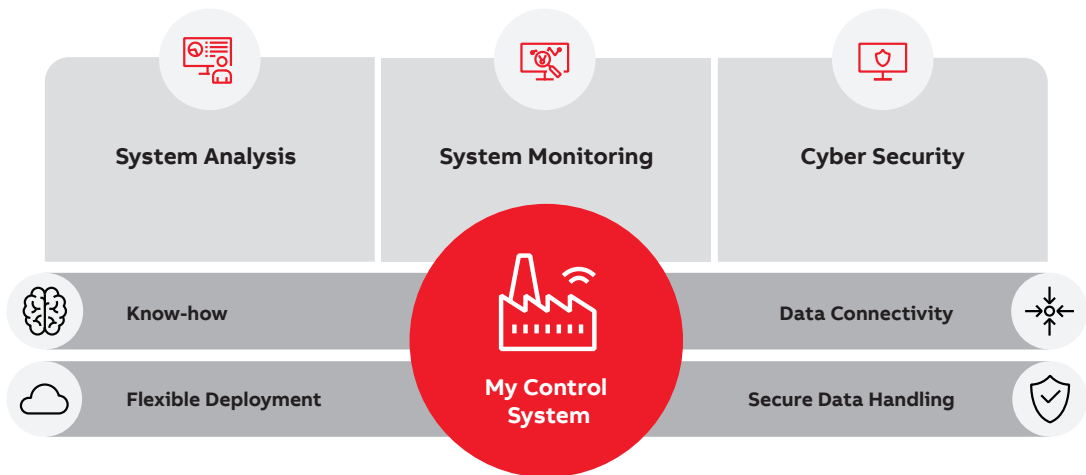 System Analysis
System Monitoring
Cyber Security
Know-how
Data Connectivity
Flexible Deployment
Secure Data Handling
My Control
System